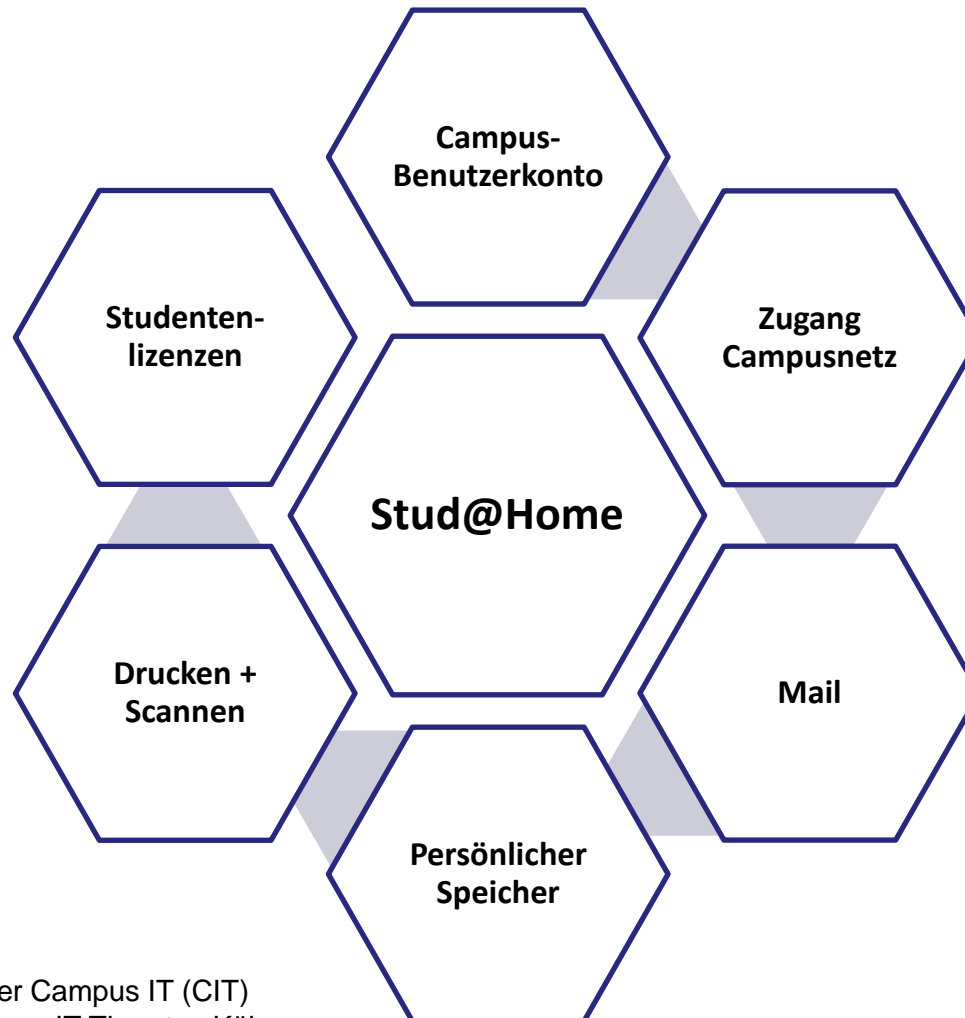 Campus-
Benutzerkonto
Studenten-
lizenzen
Zugang
Campusnetz
Stud@Home
Drucken +
Scannen
Mail
Persönlicher
Speicher
er Campus IT (CIT)